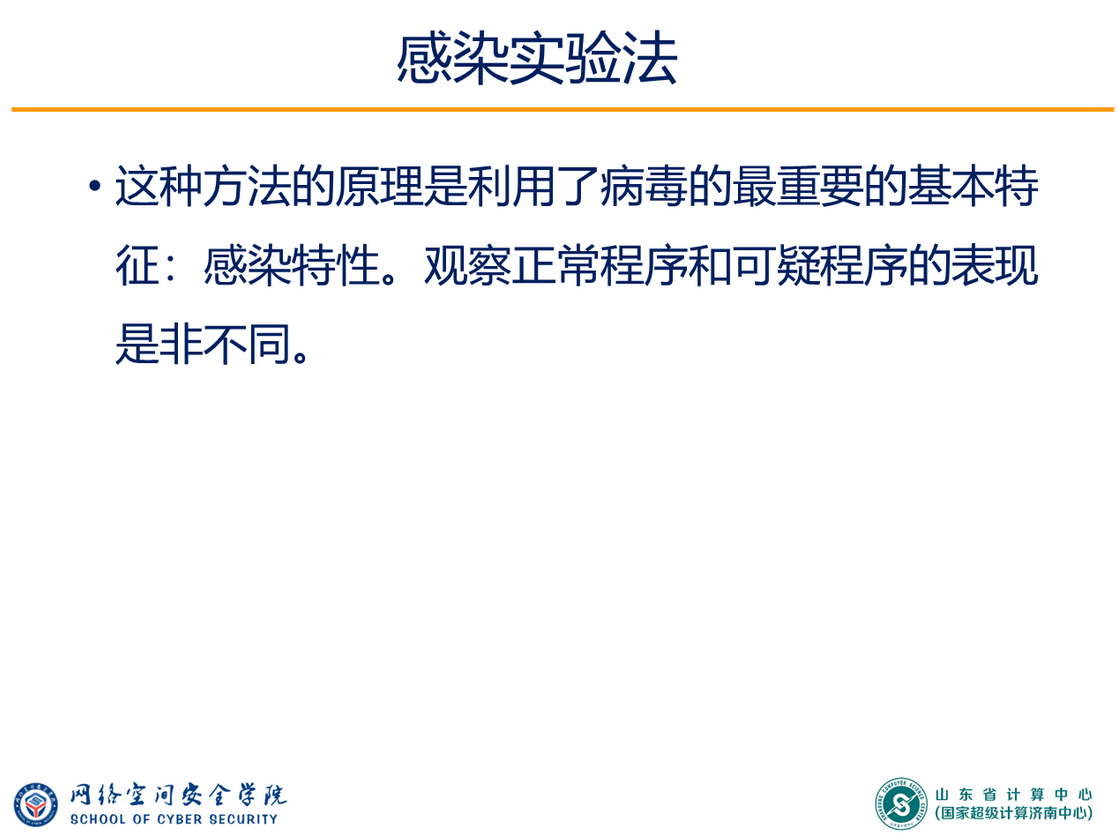 感染实验法
• 这种方法的原理是利用了病毒的最重要的基本特
征：感染特性。观察正常程序和可疑程序的表现
是非不同。
网络空间安全学院
SCHOOL OF CYBER SECURITY
山东省计算中心
(国家超级计算济南中心)